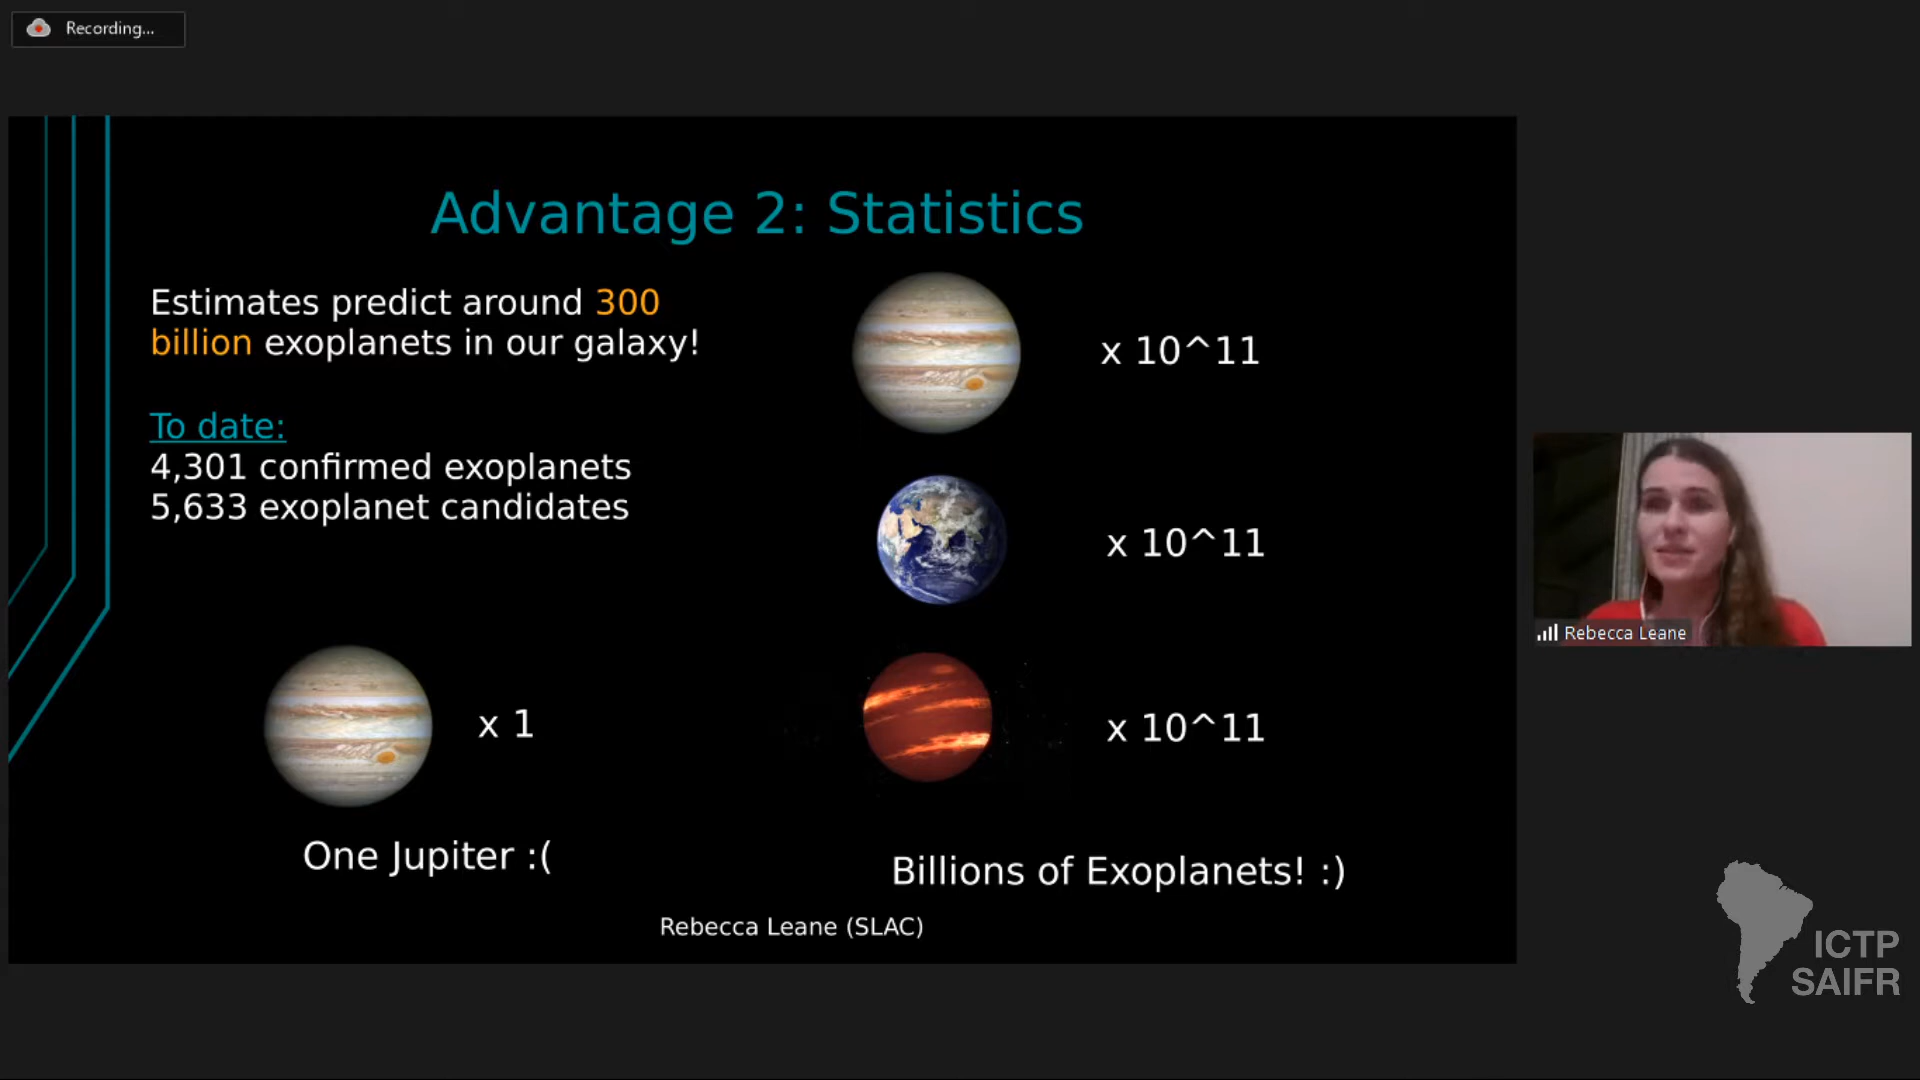 Recording...
Advantage 2: Statistics
Estimates predict around 300
billion exoplanets in our galaxy!
To date:
4,301 confirmed exoplanets
5,633 exoplanet candidates
x 10^11
x 10^11
x 10^11
x 1
One Jupiter :(
Billions of Exoplanets! :)
Rebecca Leane (SLAC)
Rebecca Leane
ICTP
SAIFR